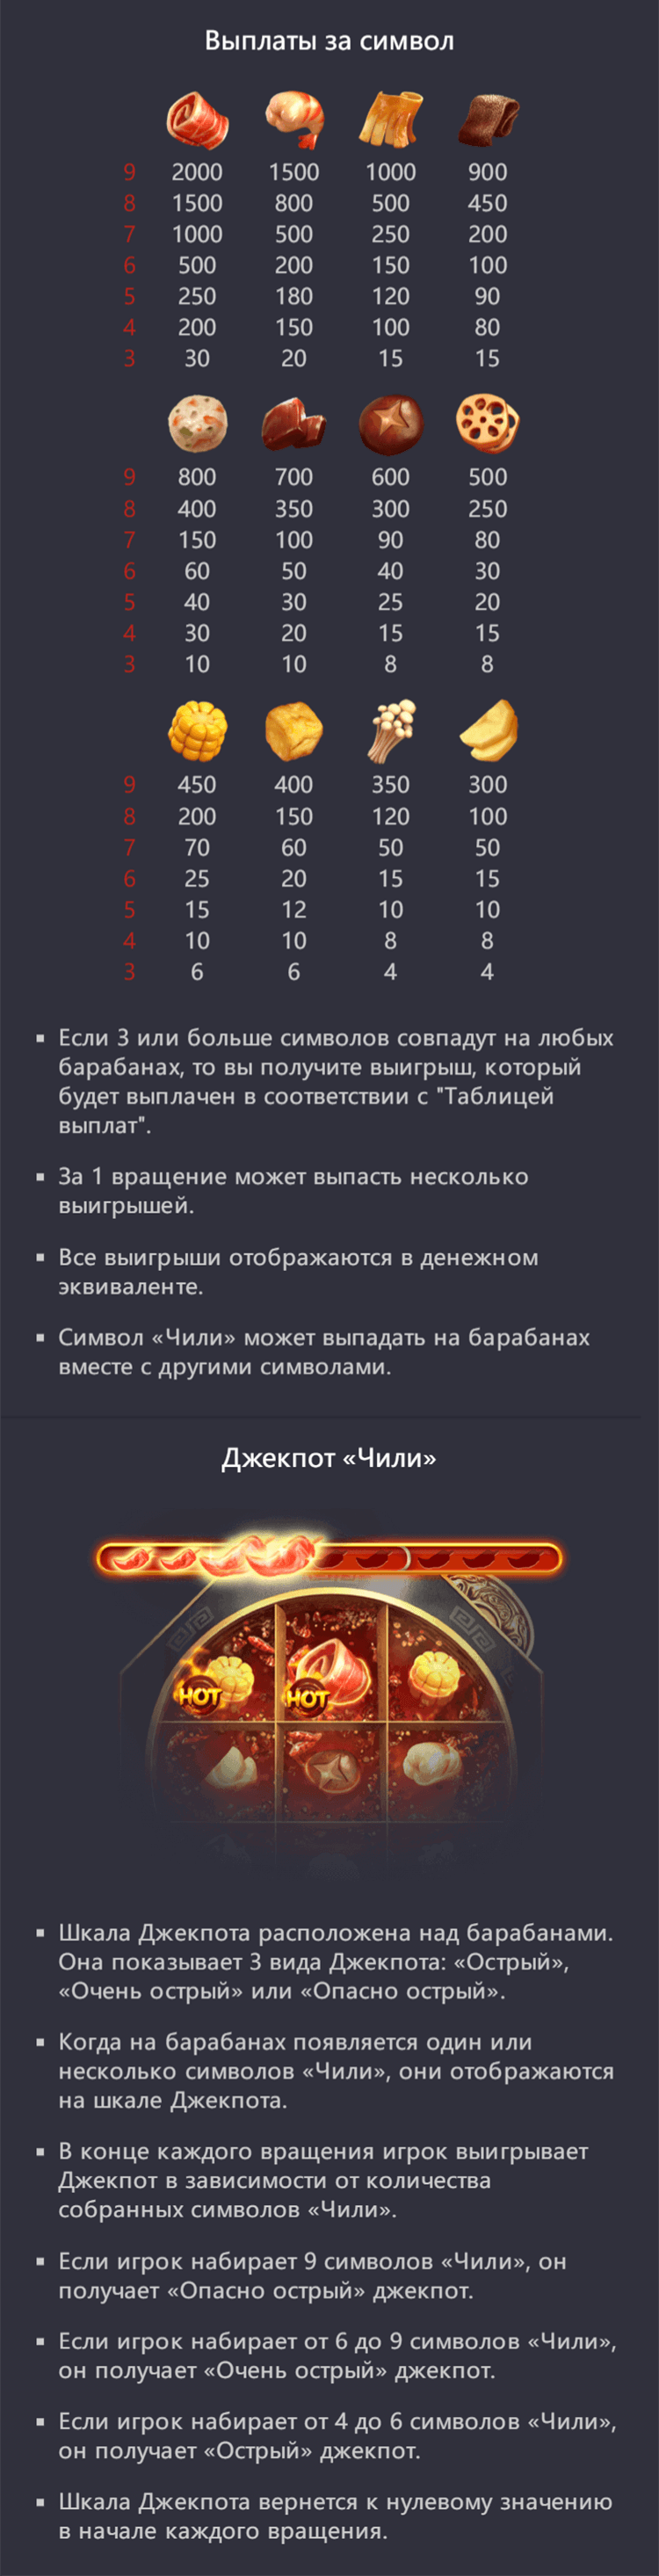 Выплаты за символ
9 2000 1500 1000 900
8 1500 800 500 450
7 1000 500 250 200
6 500 200 150 100
5 250 180 120 90
4 200 150 100 80
3 30 20 15 15
9 800 700 600 500
8 400 350 300 250
7 150 100 90 80
6 60 50 40 30
5 40 30 25 20
4 30 20 15 15
3 10 10 8 8
9 450 400 350 300
8 200 150 120 100
7 70 60 50 50
6 25 20 15 15
5 15 12 10 10
4 10 10 8 8
3 6 6 4 4
▪ Если 3 или больше символов совпадут на любых
барабанах, то вы получите выигрыш, который
будет выплачен в соответствии с "Таблицей
выплат".
▪ За 1 вращение может выпасть несколько
выигрышей.
▪ Все выигрыши отображаются в денежном
эквиваленте.
▪ Символ «Чили» может выпадать на барабанах
вместе с другими символами.
Джекпот «Чили»
HOT HOT
▪ Шкала Джекпота расположена над барабанами.
Она показывает 3 вида Джекпота: «Острый»,
«Очень острый» или «Опасно острый».
▪ Когда на барабанах появляется один или
несколько символов «Чили», они отображаются
на шкале Джекпота.
▪ В конце каждого вращения игрок выигрывает
Джекпот в зависимости от количества
собранных символов «Чили».
▪ Если игрок набирает 9 символов «Чили», он
получает «Опасно острый» джекпот.
▪ Если игрок набирает от 6 до 9 символов «Чили»,
он получает «Очень острый» джекпот.
▪ Если игрок набирает от 4 до 6 символов «Чили»,
он получает «Острый» джекпот.
▪ Шкала Джекпота вернется к нулевому значению
в начале каждого вращения.